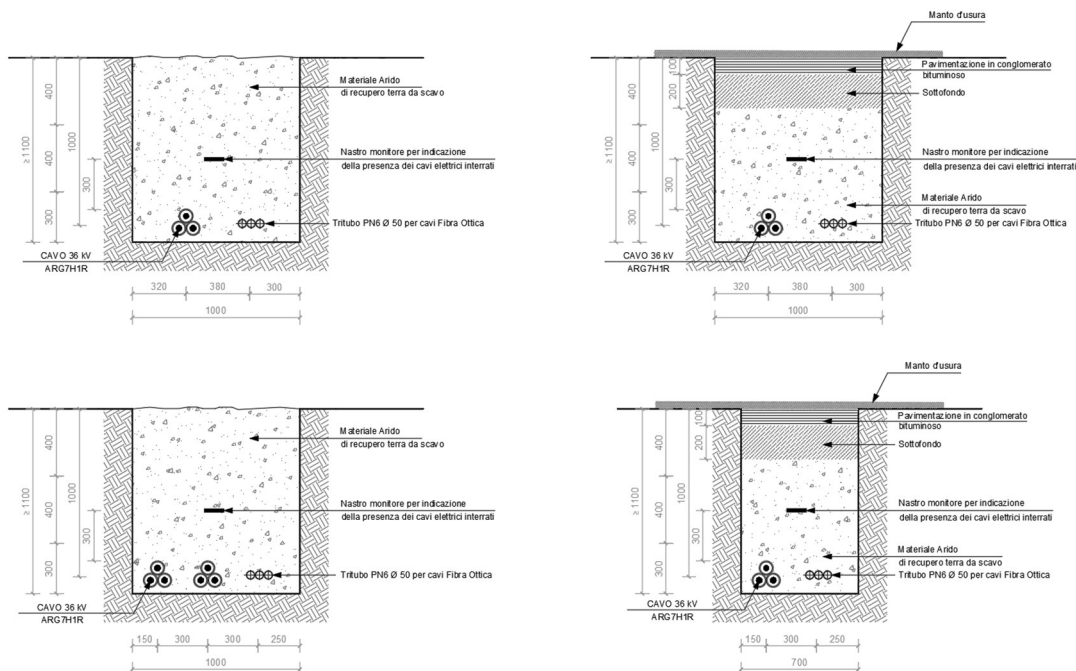 Materiale Arido
di recupero terra da scavo
Nastro monitore per indicazione
della presenza dei cavi elettrici interrati
Tritubo PN6 Ø 50 per cavi Fibra Ottica
CAVO 36 kV
ARG7H1R
≥1100
400
400
300
1000
300
320
380
300
1000
Manto d'usura
Pavimentazione in conglomerato
bituminoso
Sottofondo
Nastro monitore per indicazione
della presenza dei cavi elettrici interrati
Materiale Arido
di recupero terra da scavo
Tritubo PN6 Ø 50 per cavi Fibra Ottica
CAVO 36 kV
ARG7H1R
≥1100
400
400
300
1000
300
100
200
320
380
300
1000
Materiale Arido
di recupero terra da scavo
Nastro monitore per indicazione
della presenza dei cavi elettrici interrati
Tritubo PN6 Ø 50 per cavi Fibra Ottica
CAVO 36 kV
ARG7H1R
≥1100
400
400
300
1000
300
150
300
300
250
1000
Manto d'usura
Pavimentazione in conglomerato
bituminoso
Sottofondo
Nastro monitore per indicazione
della presenza dei cavi elettrici interrati
Materiale Arido
di recupero terra da scavo
Tritubo PN6 Ø 50 per cavi Fibra Ottica
CAVO 36 kV
ARG7H1R
≥1100
400
400
300
1000
300
100
200
150
300
250
700